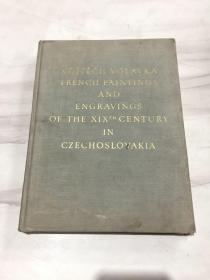 VOJTĚCH VOLAVKA
FRENCH PAINTINGS
AND
ENGRAVINGS
OF THE XIXTH CENTURY
IN
CZECHOSLOVAKIA